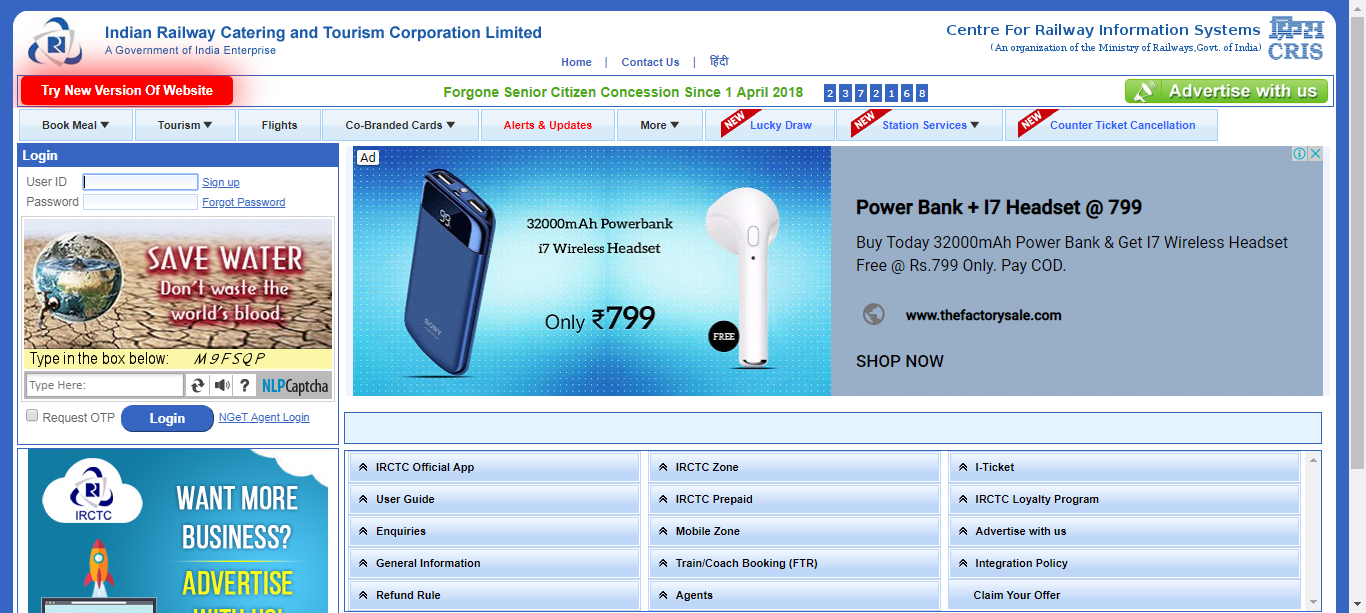 Indian Railway Catering and Tourism Corporation Limited
A Government of India Enterprise
Centre For Railway Information Systems
(An organization of the Ministry of Railways,Govt. of India)
CRIS
Home | Contact Us | हिंदी
Try New Version Of Website
Forgone Senior Citizen Concession Since 1 April 2018 2 3 7 2 1 6 8
Advertise with us
Book Meal ▼ Tourism ▼ Flights Co-Branded Cards ▼ Alerts & Updates More ▼ NEW Lucky Draw NEW Station Services ▼ NEW Counter Ticket Cancellation
Login
User ID Sign up
Password Forgot Password
SAVE WATER
Don't waste the
world's blood.
Type in the box below: M9FSQP
Type Here: ? NLPCaptcha
Request OTP Login NGeT Agent Login
IRCTC
WANT MORE
BUSINESS?
ADVERTISE
WITH US!
Ad
99
SONY
32000mAh Powerbank
i7 Wireless Headset
Only ₹799
FREE
Power Bank + I7 Headset @ 799
Buy Today 32000mAh Power Bank & Get I7 Wireless Headset
Free @ Rs.799 Only. Pay COD.
www.thefactorysale.com
SHOP NOW
IRCTC Official App IRCTC Zone I-Ticket
User Guide IRCTC Prepaid IRCTC Loyalty Program
Enquiries Mobile Zone Advertise with us
General Information Train/Coach Booking (FTR) Integration Policy
Refund Rule Agents Claim Your Offer